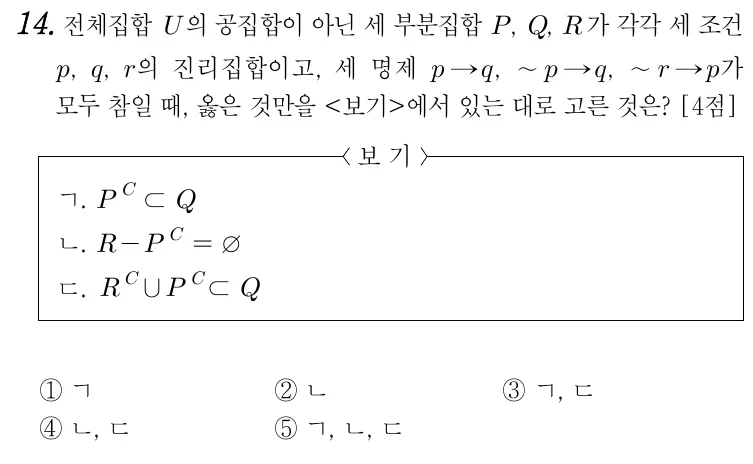 14. 전체집합 U의 공집합이 아닌 세 부분집합 P, Q, R가 각각 세 조건
p, q, r의 진리집합이고, 세 명제 p→q, ~p→q, ~r→p가
모두 참일 때, 옳은 것만을 <보기>에서 있는 대로 고른 것은? [4점]
〈보 기〉
ㄱ. P^C ⊂ Q
ㄴ. R−P^C = ∅
ㄷ. R^C∪P^C⊂ Q
① ㄱ ② ㄴ ③ ㄱ, ㄷ
④ ㄴ, ㄷ ⑤ ㄱ, ㄴ, ㄷ